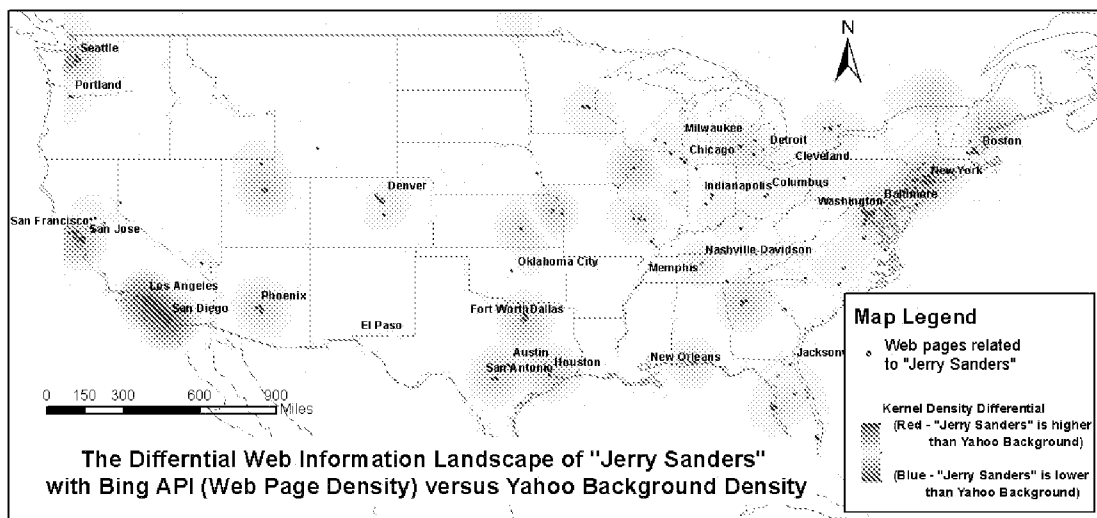 N
Seattle
Portland
Milwaukee
Detroit
Boston
Chicago
Cleveland
New York
Denver
Indianapolis
Columbus
Baltimore
Washington
San Francisco
San Jose
Nashville-Davidson
Oklahoma City
Memphis
Los Angeles
Phoenix
San Diego
Fort Worth
Dallas
El Paso
Austin
Houston
New Orleans
San Antonio
Jacksonv
0 150 300 600 900
Miles
Map Legend
Web pages related
to "Jerry Sanders"
Kernel Density Differential
(Red - "Jerry Sanders" is higher
than Yahoo Background)
(Blue - "Jerry Sanders" is lower
than Yahoo Background)
The Differntial Web Information Landscape of "Jerry Sanders"
with Bing API (Web Page Density) versus Yahoo Background Density